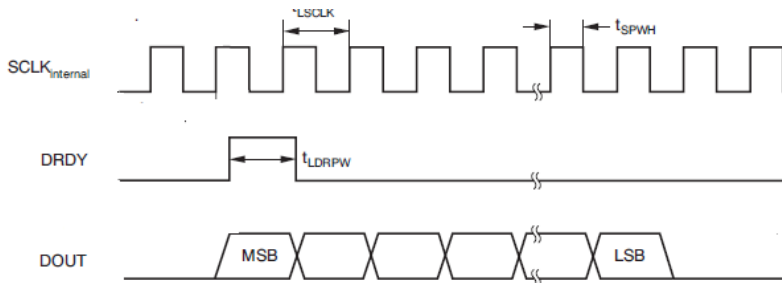 tLSCLK
tSPWH
SCLKinternal
DRDY
tLDRPW
DOUT
MSB
LSB